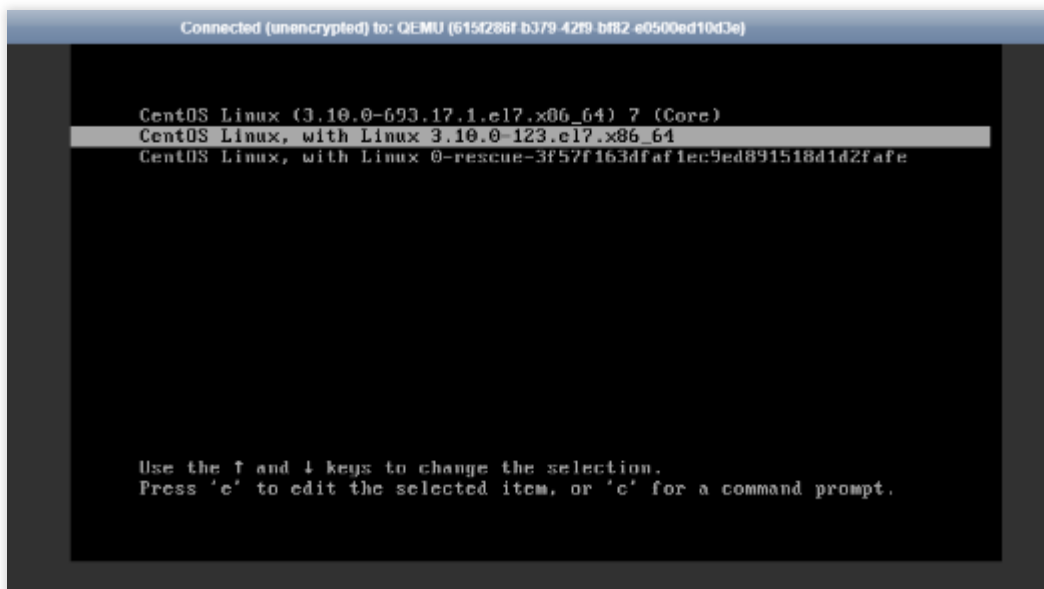 Connected (unencrypted) to: QEMU (615f286f-b379-42f9-bf82-e0500ed10d3e)
CentOS Linux (3.10.0-693.17.1.el7.x86_64) 7 (Core)
CentOS Linux, with Linux 3.10.0-123.el7.x86_64
CentOS Linux, with Linux 0-rescue-3f57f163dfaf1ec9ed891518d1d2fafe
Use the ↑ and ↓ keys to change the selection.
Press 'e' to edit the selected item, or 'c' for a command prompt.